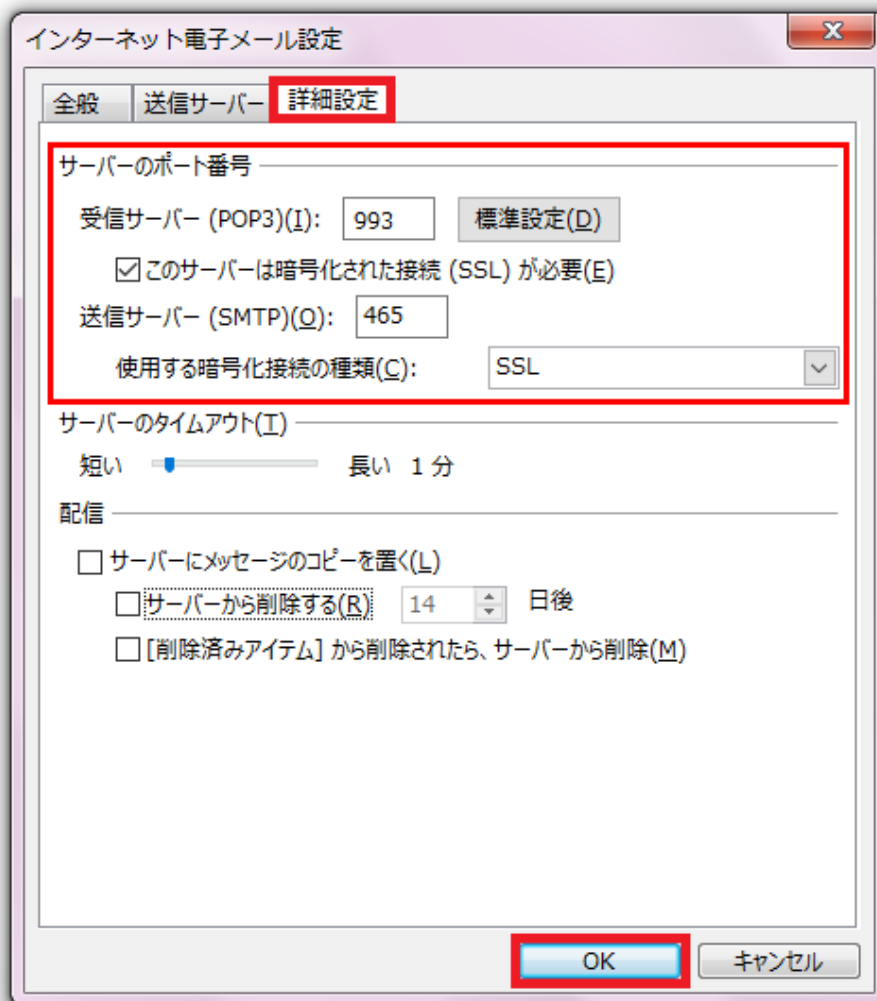 インターネット電子メール設定
全般 送信サーバー 詳細設定
サーバーのポート番号
受信サーバー (POP3)(I): 993 標準設定(D)
このサーバーは暗号化された接続 (SSL) が必要(E)
送信サーバー (SMTP)(O): 465
使用する暗号化接続の種類(C): SSL
サーバーのタイムアウト(T)
短い 長い 1 分
配信
サーバーにメッセージのコピーを置く(L)
サーバーから削除する(R) 14 日後
[削除済みアイテム] から削除されたら、サーバーから削除(M)
OK キャンセル